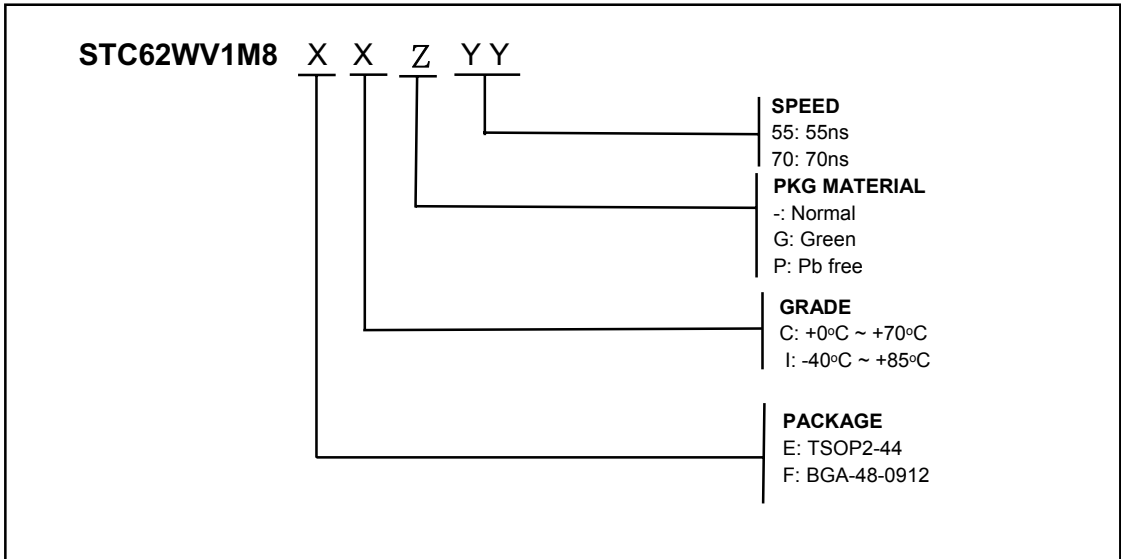 STC62WV1M8 X X Z Y Y
SPEED
55: 55ns
70: 70ns
PKG MATERIAL
-: Normal
G: Green
P: Pb free
GRADE
C: +0oC ~ +70oC
I: -40oC ~ +85oC
PACKAGE
E: TSOP2-44
F: BGA-48-0912